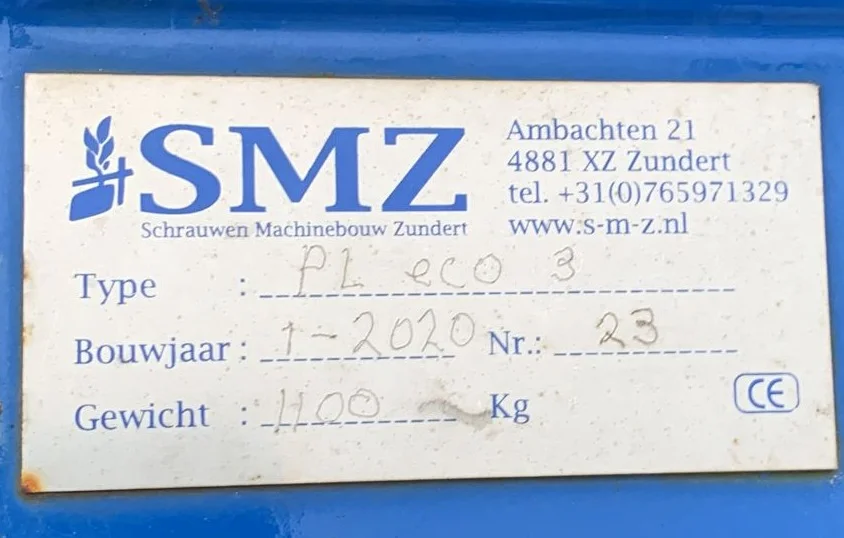 SMZ
Schrauwen Machinebouw Zundert
Ambachten 21
4881 XZ Zundert
tel. +31(0)765971329
www.s-m-z.nl
Type : PL eco 3
Bouwjaar : 1-2020 Nr.: 23
Gewicht : 1100 Kg
CE